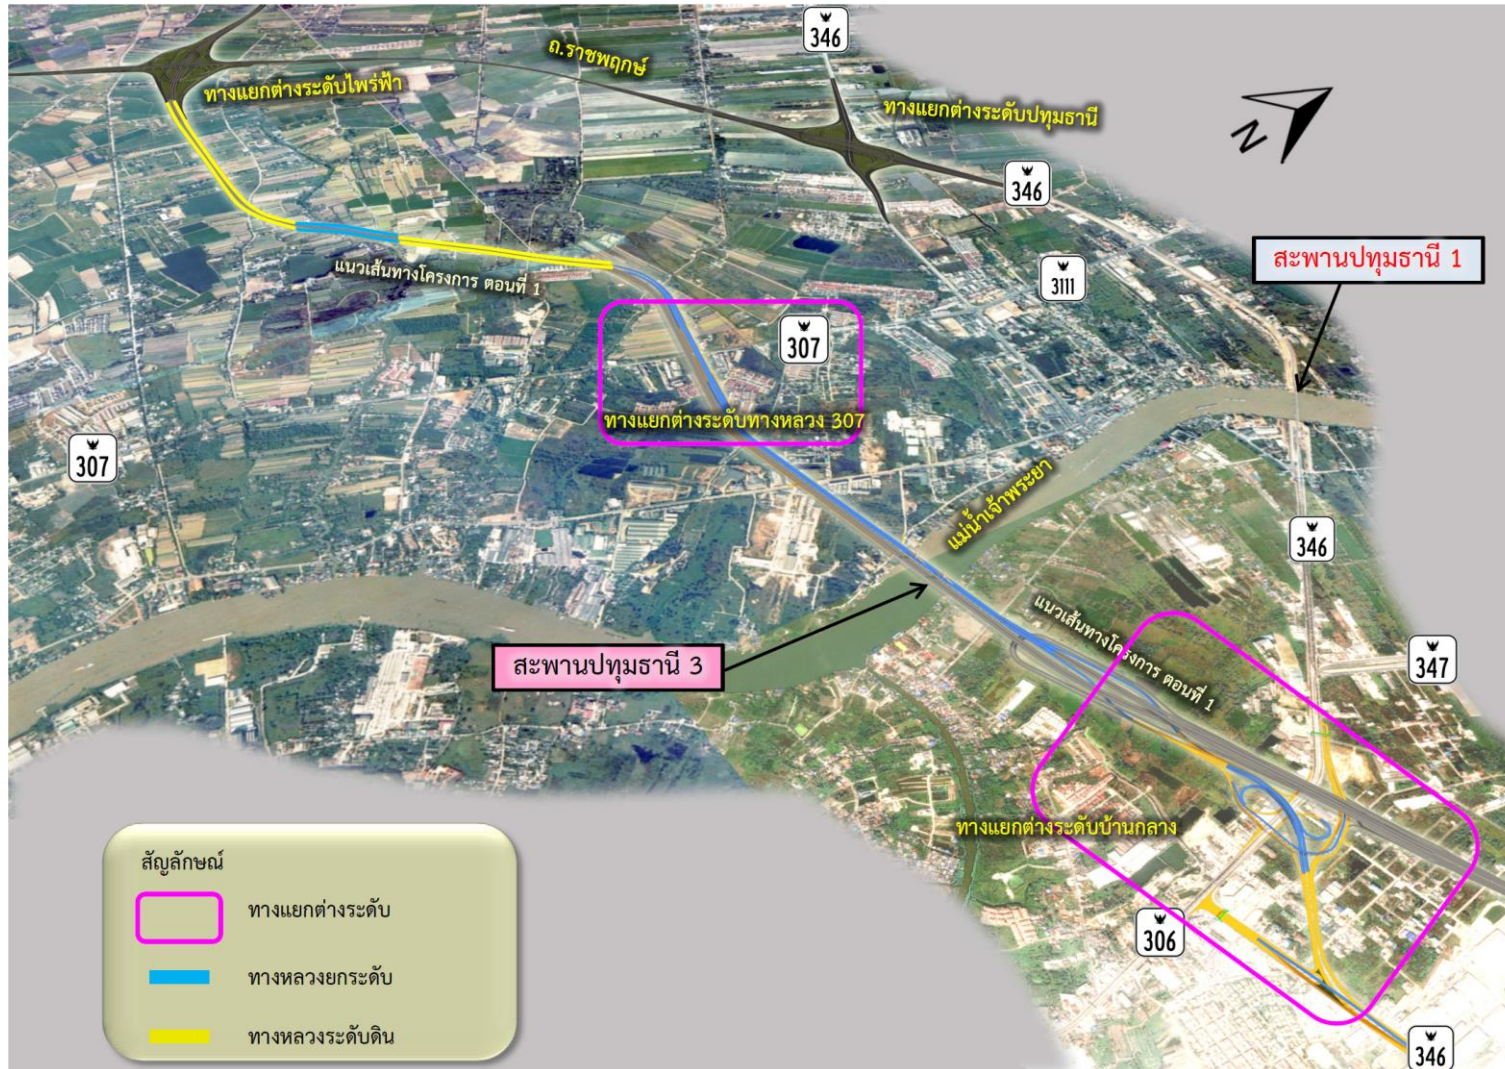 346
ถ.ราชพฤกษ์
ทางแยกต่างระดับไพร่ฟ้า
ทางแยกต่างระดับปทุมธานี
N
346
สะพานปทุมธานี 1
แนวเส้นทางโครงการ ตอนที่ 1
3111
307
ทางแยกต่างระดับทางหลวง 307
307
แม่น้ำเจ้าพระยา
346
สะพานปทุมธานี 3
แนวเส้นทางโครงการ ตอนที่ 1
347
ทางแยกต่างระดับบ้านกลาง
306
346
สัญลักษณ์
ทางแยกต่างระดับ
ทางหลวงยกระดับ
ทางหลวงระดับดิน